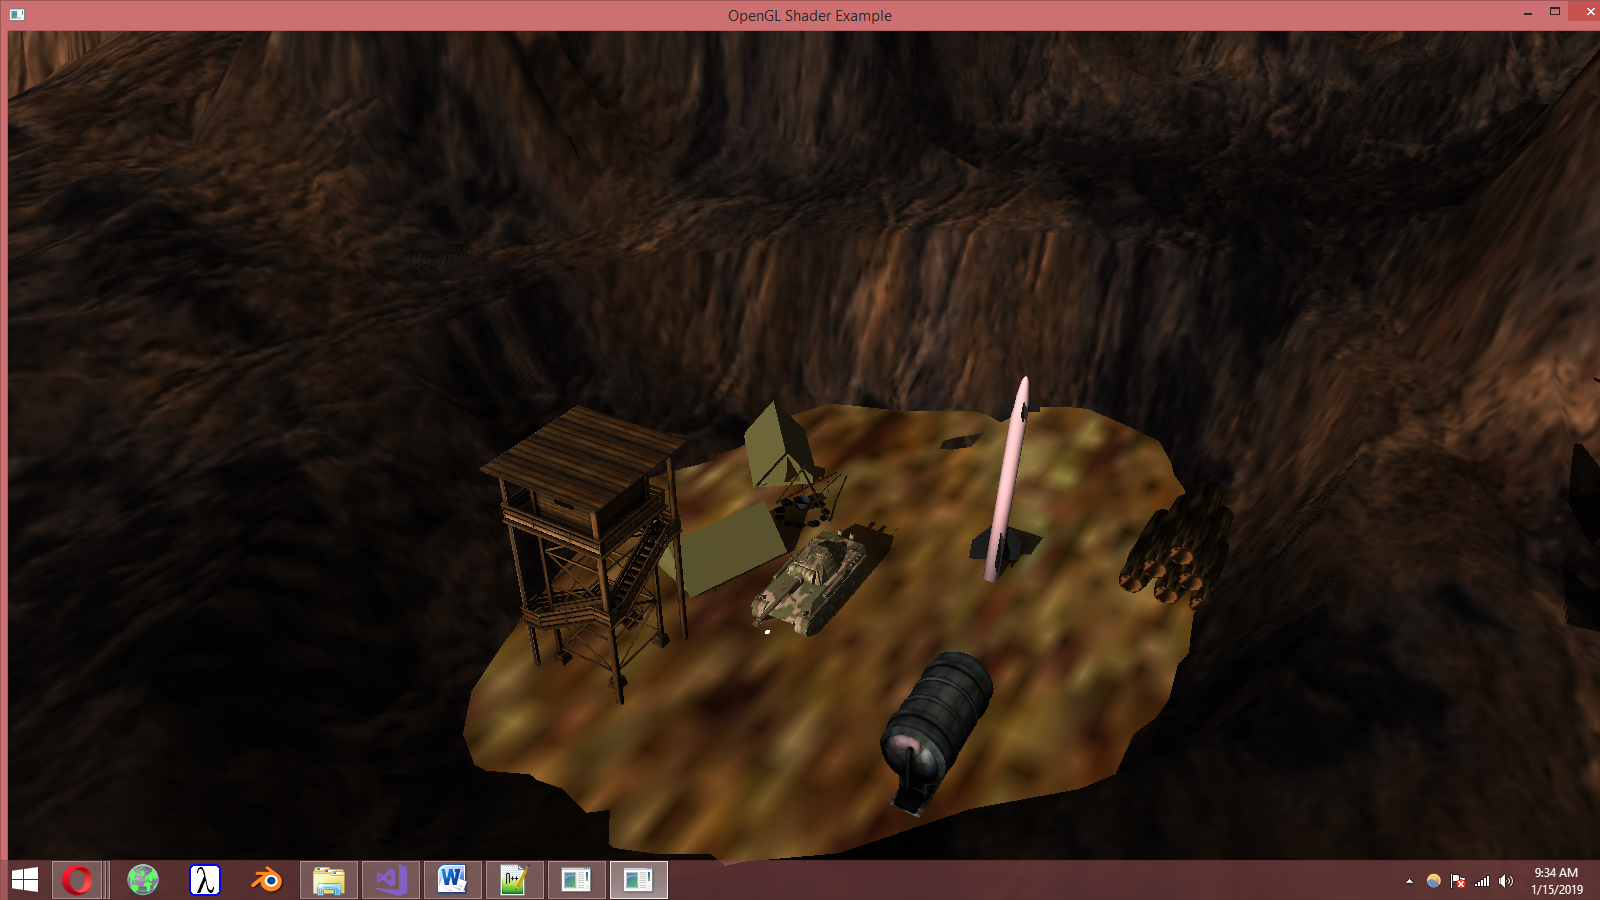 OpenGL Shader Example
λ
W
n++
9:34 AM
1/15/2019